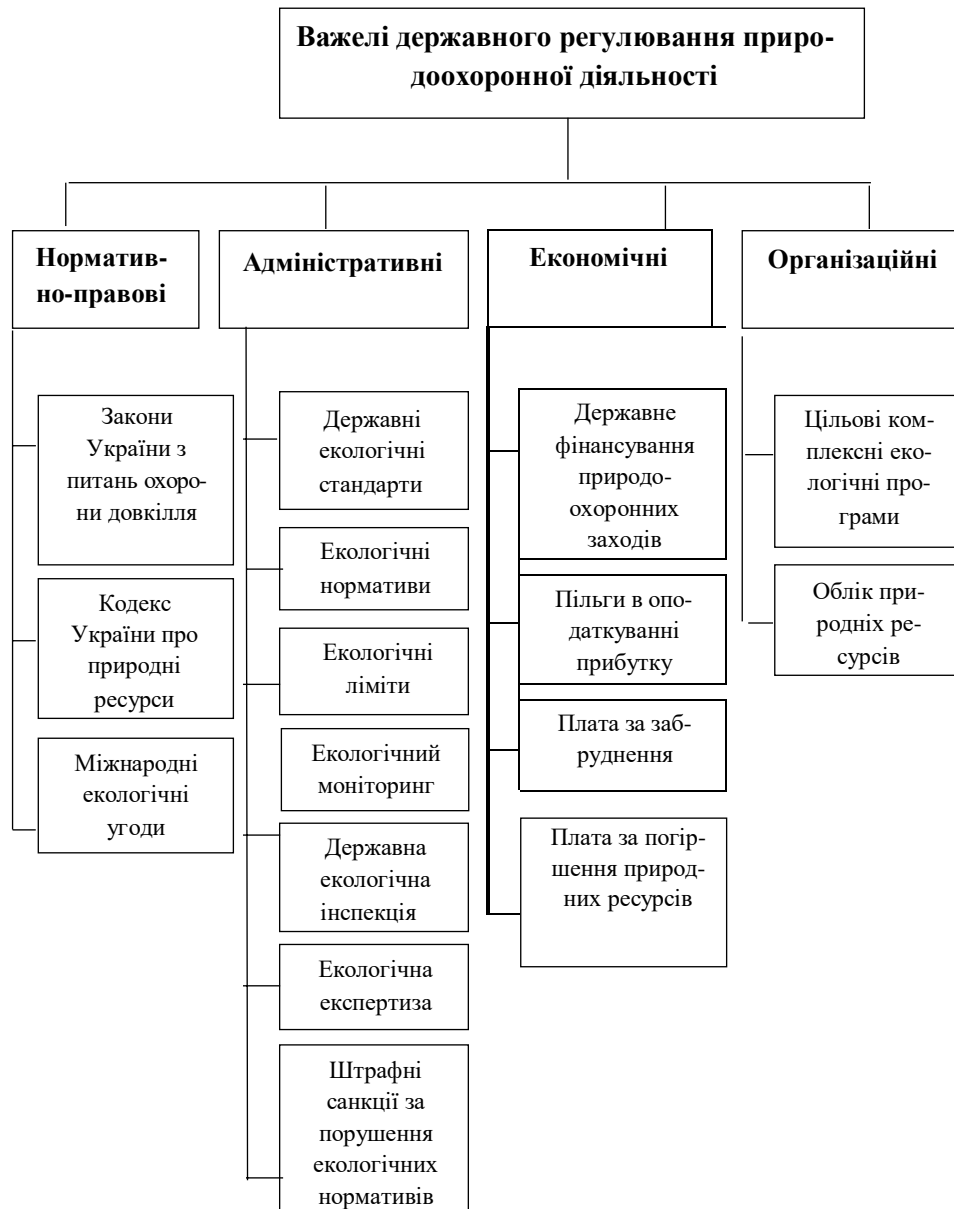 Важелі державного регулювання приро-
доохоронної діяльності
Норматив-
но-правові
Адміністративні
Економічні
Організаційні
Закони
України з
питань охоро-
ни довкілля
Кодекс
України про
природні
ресурси
Міжнародні
екологічні
угоди
Державні
екологічні
стандарти
Екологічні
нормативи
Екологічні
ліміти
Екологічний
моніторинг
Державна
екологічна
інспекція
Екологічна
експертиза
Штрафні
санкції за
порушення
екологічних
нормативів
Державне
фінансування
природо-
охоронних
заходів
Пільги в опо-
даткуванні
прибутку
Плата за заб-
руднення
Плата за погір-
шення природ-
них ресурсів
Цільові ком-
плексні еко-
логічні про-
грами
Облік при-
родніх ре-
сурсів